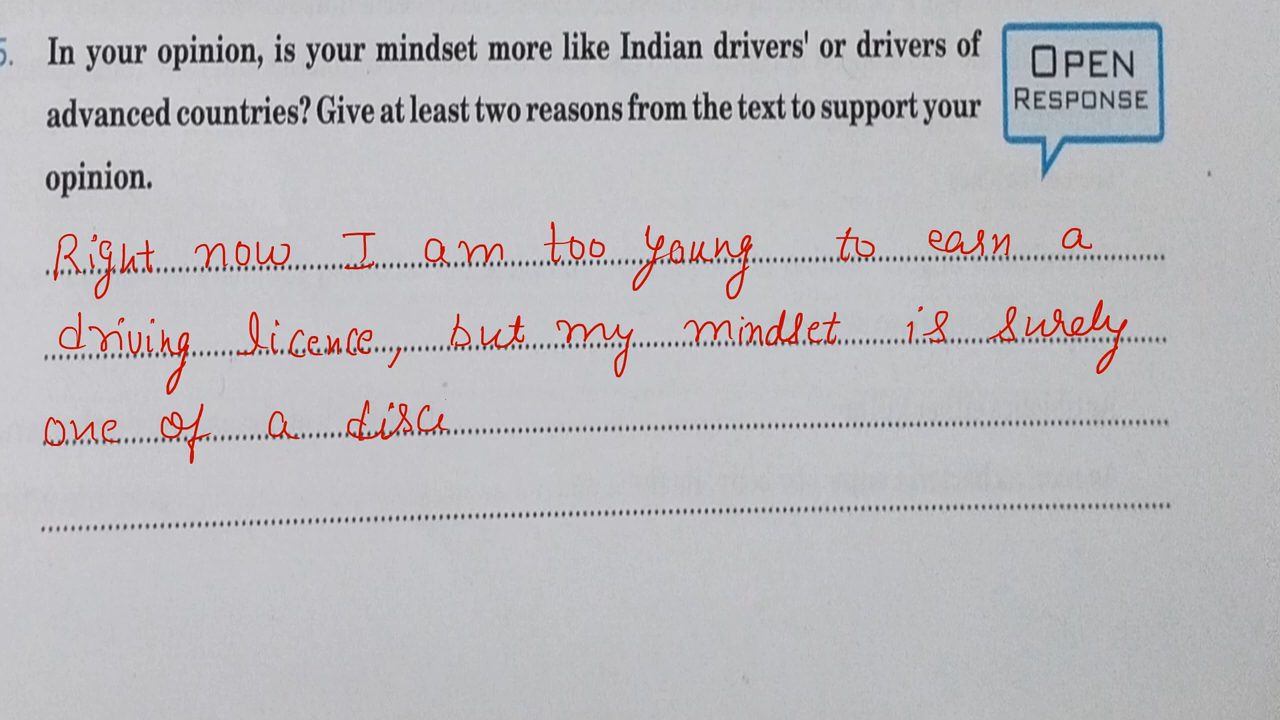 5. In your opinion, is your mindset more like Indian drivers' or drivers of
advanced countries? Give at least two reasons from the text to support your
opinion.
OPEN
RESPONSE
Right now I am too young to earn a
driving licence, but my mindset is surely
one of a disc